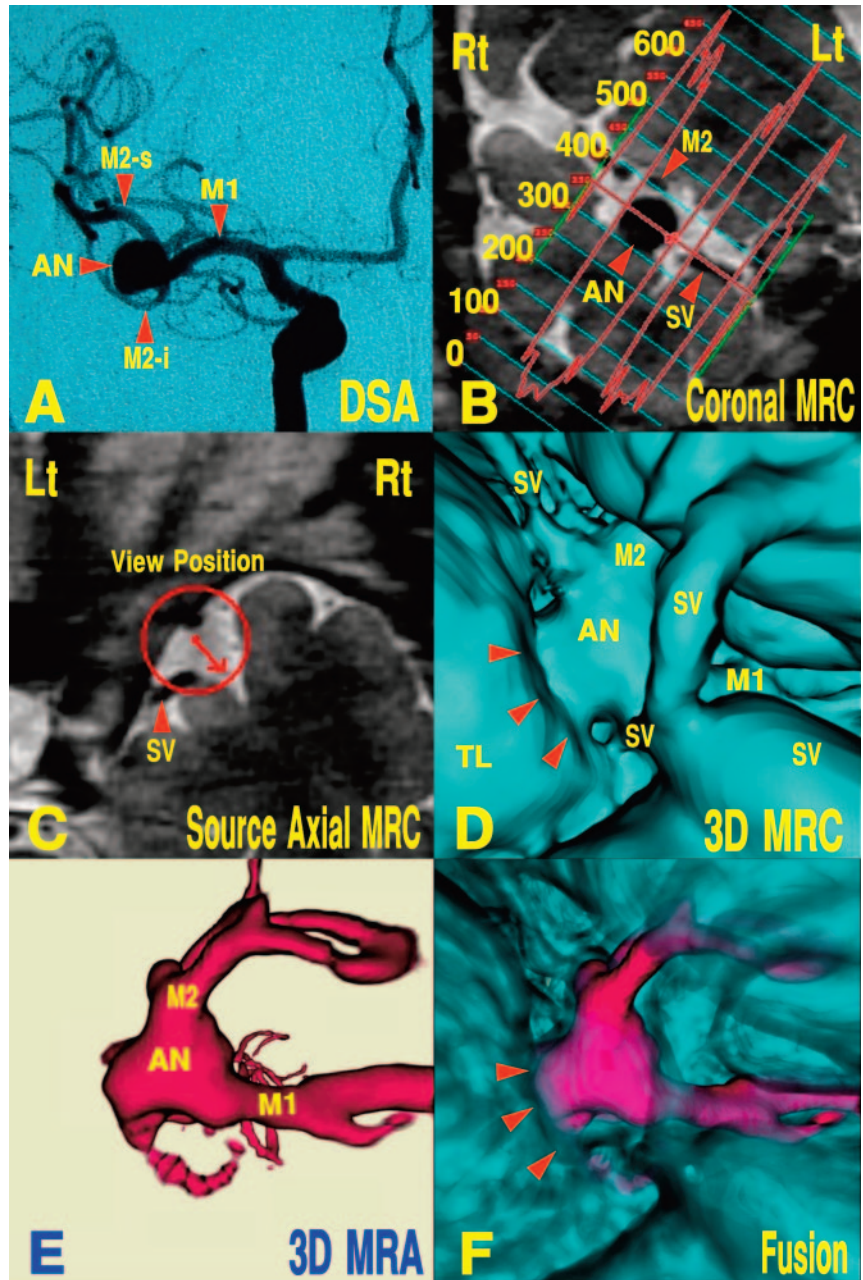 M2-s
M1
AN
M2-i
A
DSA
Rt
Lt
600
500
400
300
200
100
0
M2
AN
SV
B
Coronal MRC
Lt
Rt
View Position
SV
C
Source Axial MRC
SV
M2
SV
AN
M1
SV
TL
SV
D
3D MRC
M2
AN
M1
E
3D MRA
F
Fusion